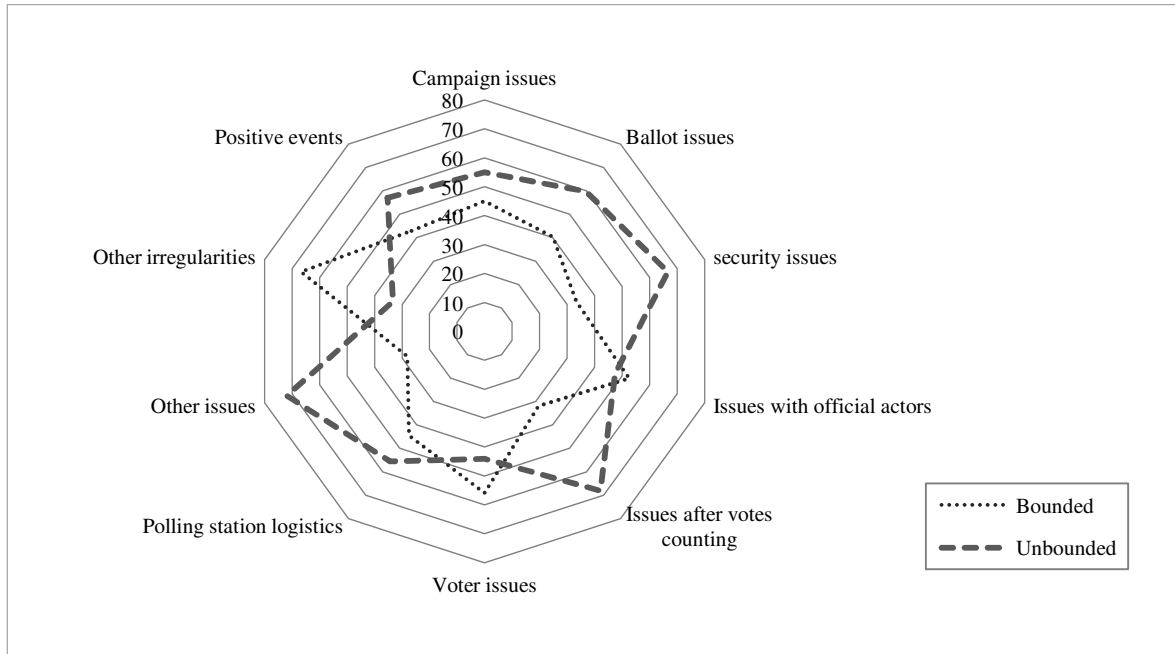 Campaign issues
80
70
60
50
40
30
20
10
0
Ballot issues
security issues
Issues with official actors
Issues after votes
counting
Voter issues
Polling station logistics
Other issues
Other irregularities
Positive events
Bounded
Unbounded